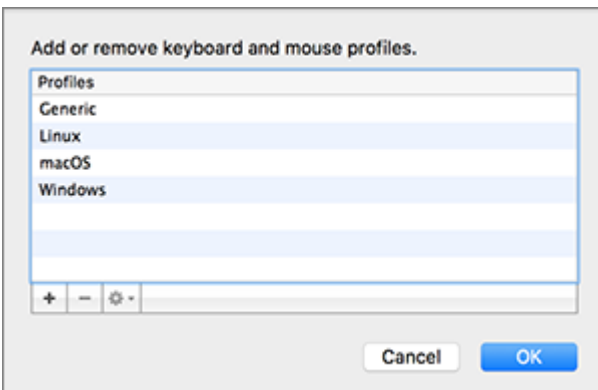 Add or remove keyboard and mouse profiles.
Profiles
Generic
Linux
macOS
Windows
+ −
Cancel OK